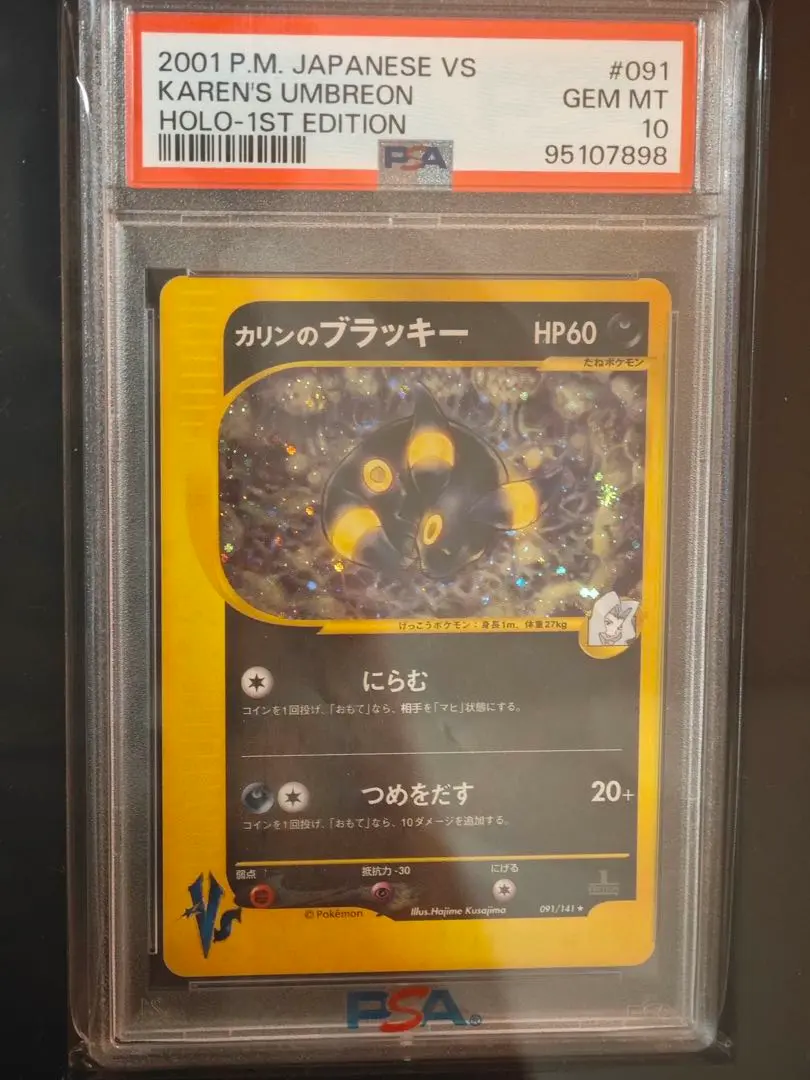 2001 P.M. JAPANESE VS #091
KAREN'S UMBREON GEM MT
HOLO-1ST EDITION 10
PSA 95107898
カリンのブラッキー HP60
たねポケモン
げっこうポケモン：身長1m、体重27kg
にらむ
コインを1回投げ、「おもて」なら、相手を「マヒ」状態にする。
つめをだす 20+
コインを1回投げ、「おもて」なら、10ダメージを追加する。
弱点 抵抗力 -30 にげる
1
EDITION
VS
©Pokémon Illus.Hajime Kusajima 091/141★
PSA®